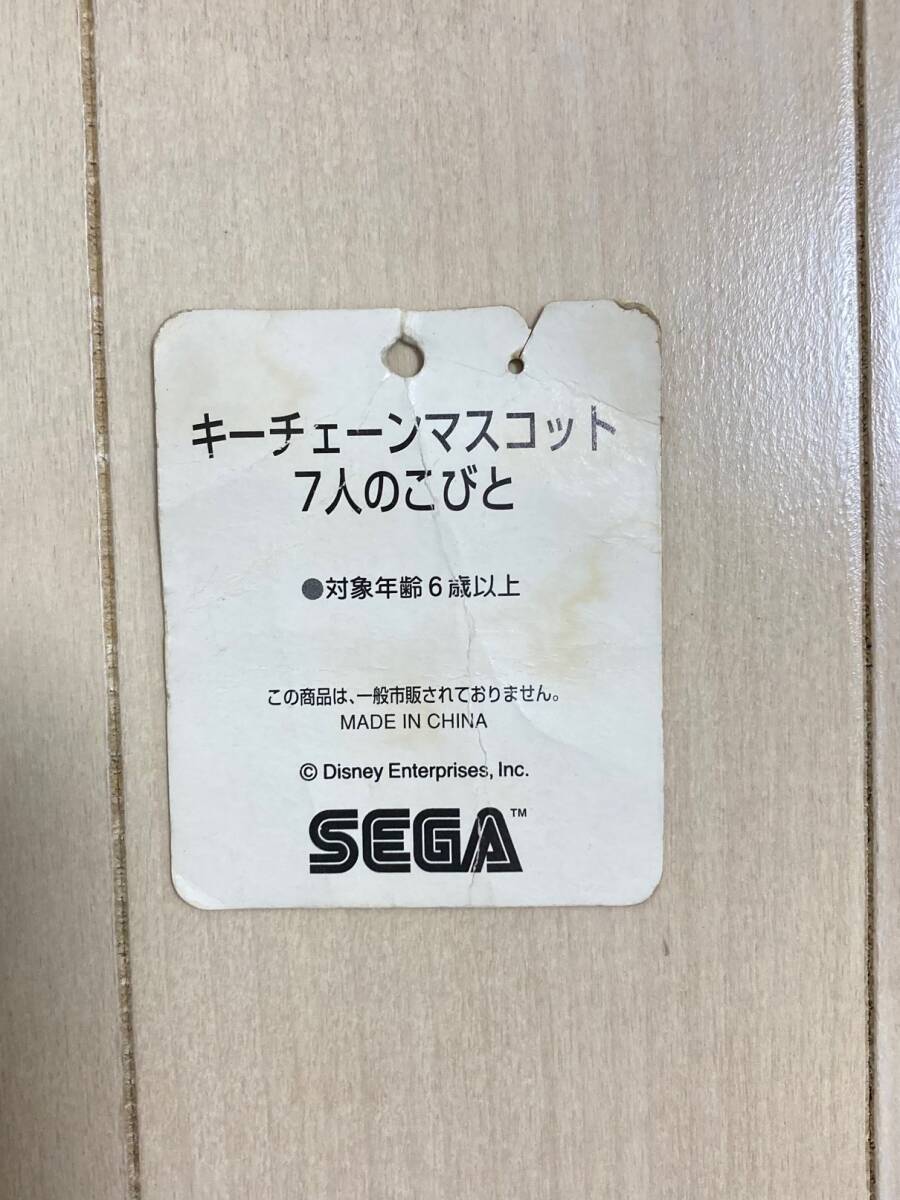 キーチェーンマスコット
7人のこびと
●対象年齢6歳以上
この商品は、一般市販されておりません。
MADE IN CHINA
© Disney Enterprises, Inc.
SEGA™